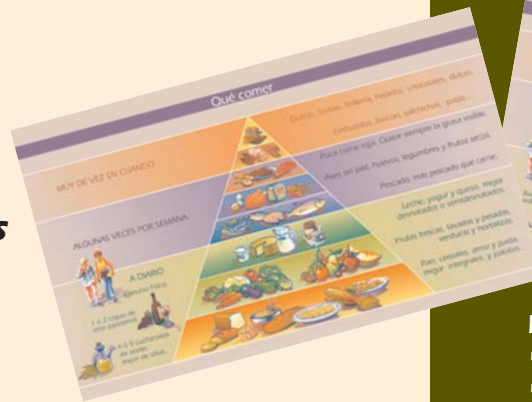 Qué comer
MUY DE VEZ EN CUANDO
Dulces, grasas, bollería, helados, chocolates, dulces
Embutidos, bacon, salchichas, patés.
ALGUNAS VECES POR SEMANA
Poca carne roja. Quitar siempre la grasa visible.
Aves sin piel, huevos, legumbres y frutos secos.
Pescado, más pescado que carne.
A DIARIO
Ejercicio físico
1 ó 2 copas de
vino (opcional)
4 ó 5 cucharadas
de aceite,
mejor de oliva.
Leche, yogur y queso, mejor
desnatados o semidesnatados.
Frutas frescas, lavadas y peladas,
verduras y hortalizas.
Pan, cereales, arroz y pasta,
mejor integrales, y patatas.
s